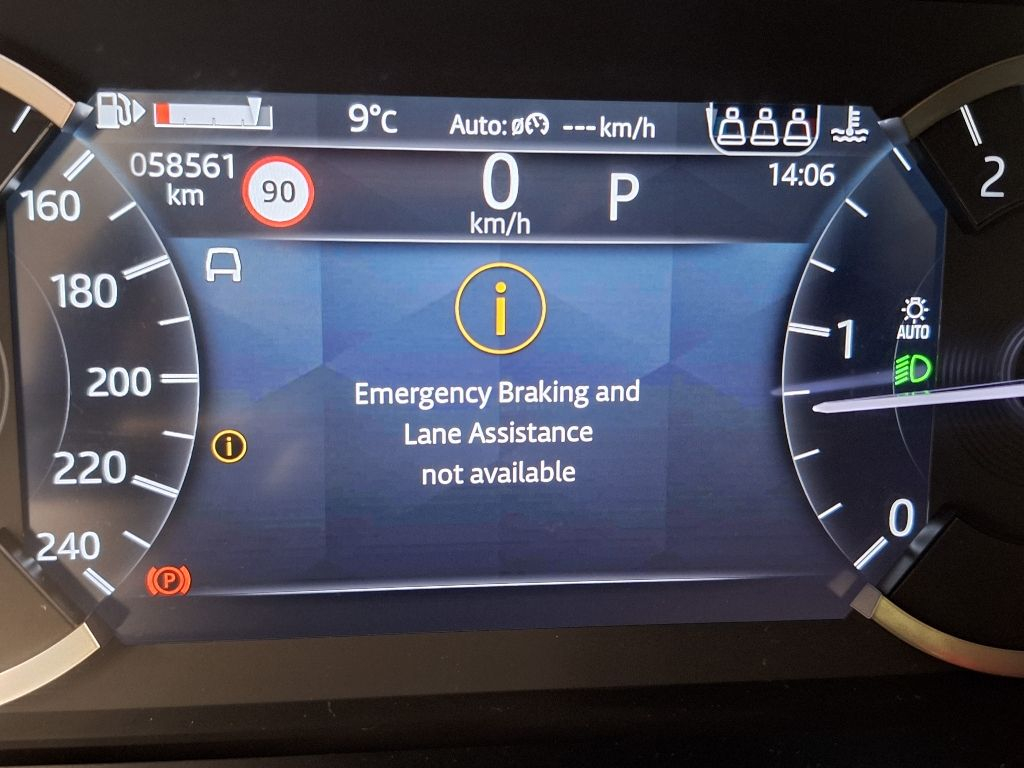 9°C
Auto: --- km/h
058561
km
90
0
km/h
P
14:06
160
180
200
220
240
2
1
0
AUTO
i
Emergency Braking and
Lane Assistance
not available
i
P